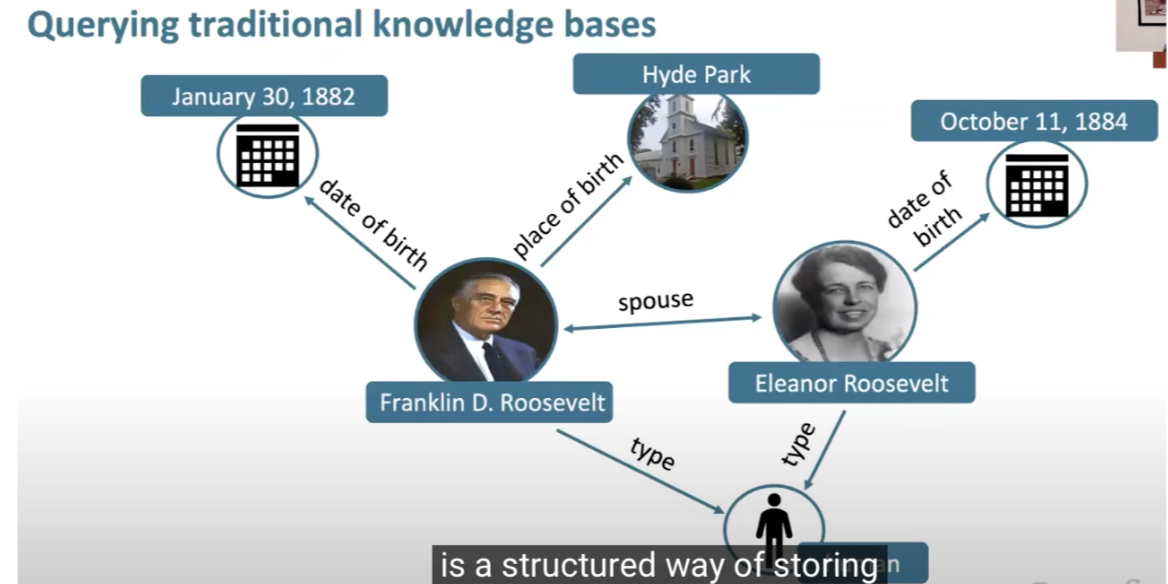 Querying traditional knowledge bases
Hyde Park
January 30, 1882
October 11, 1884
date of birth
place of birth
date of
birth
spouse
Eleanor Roosevelt
Franklin D. Roosevelt
type
type
is a structured way of storing